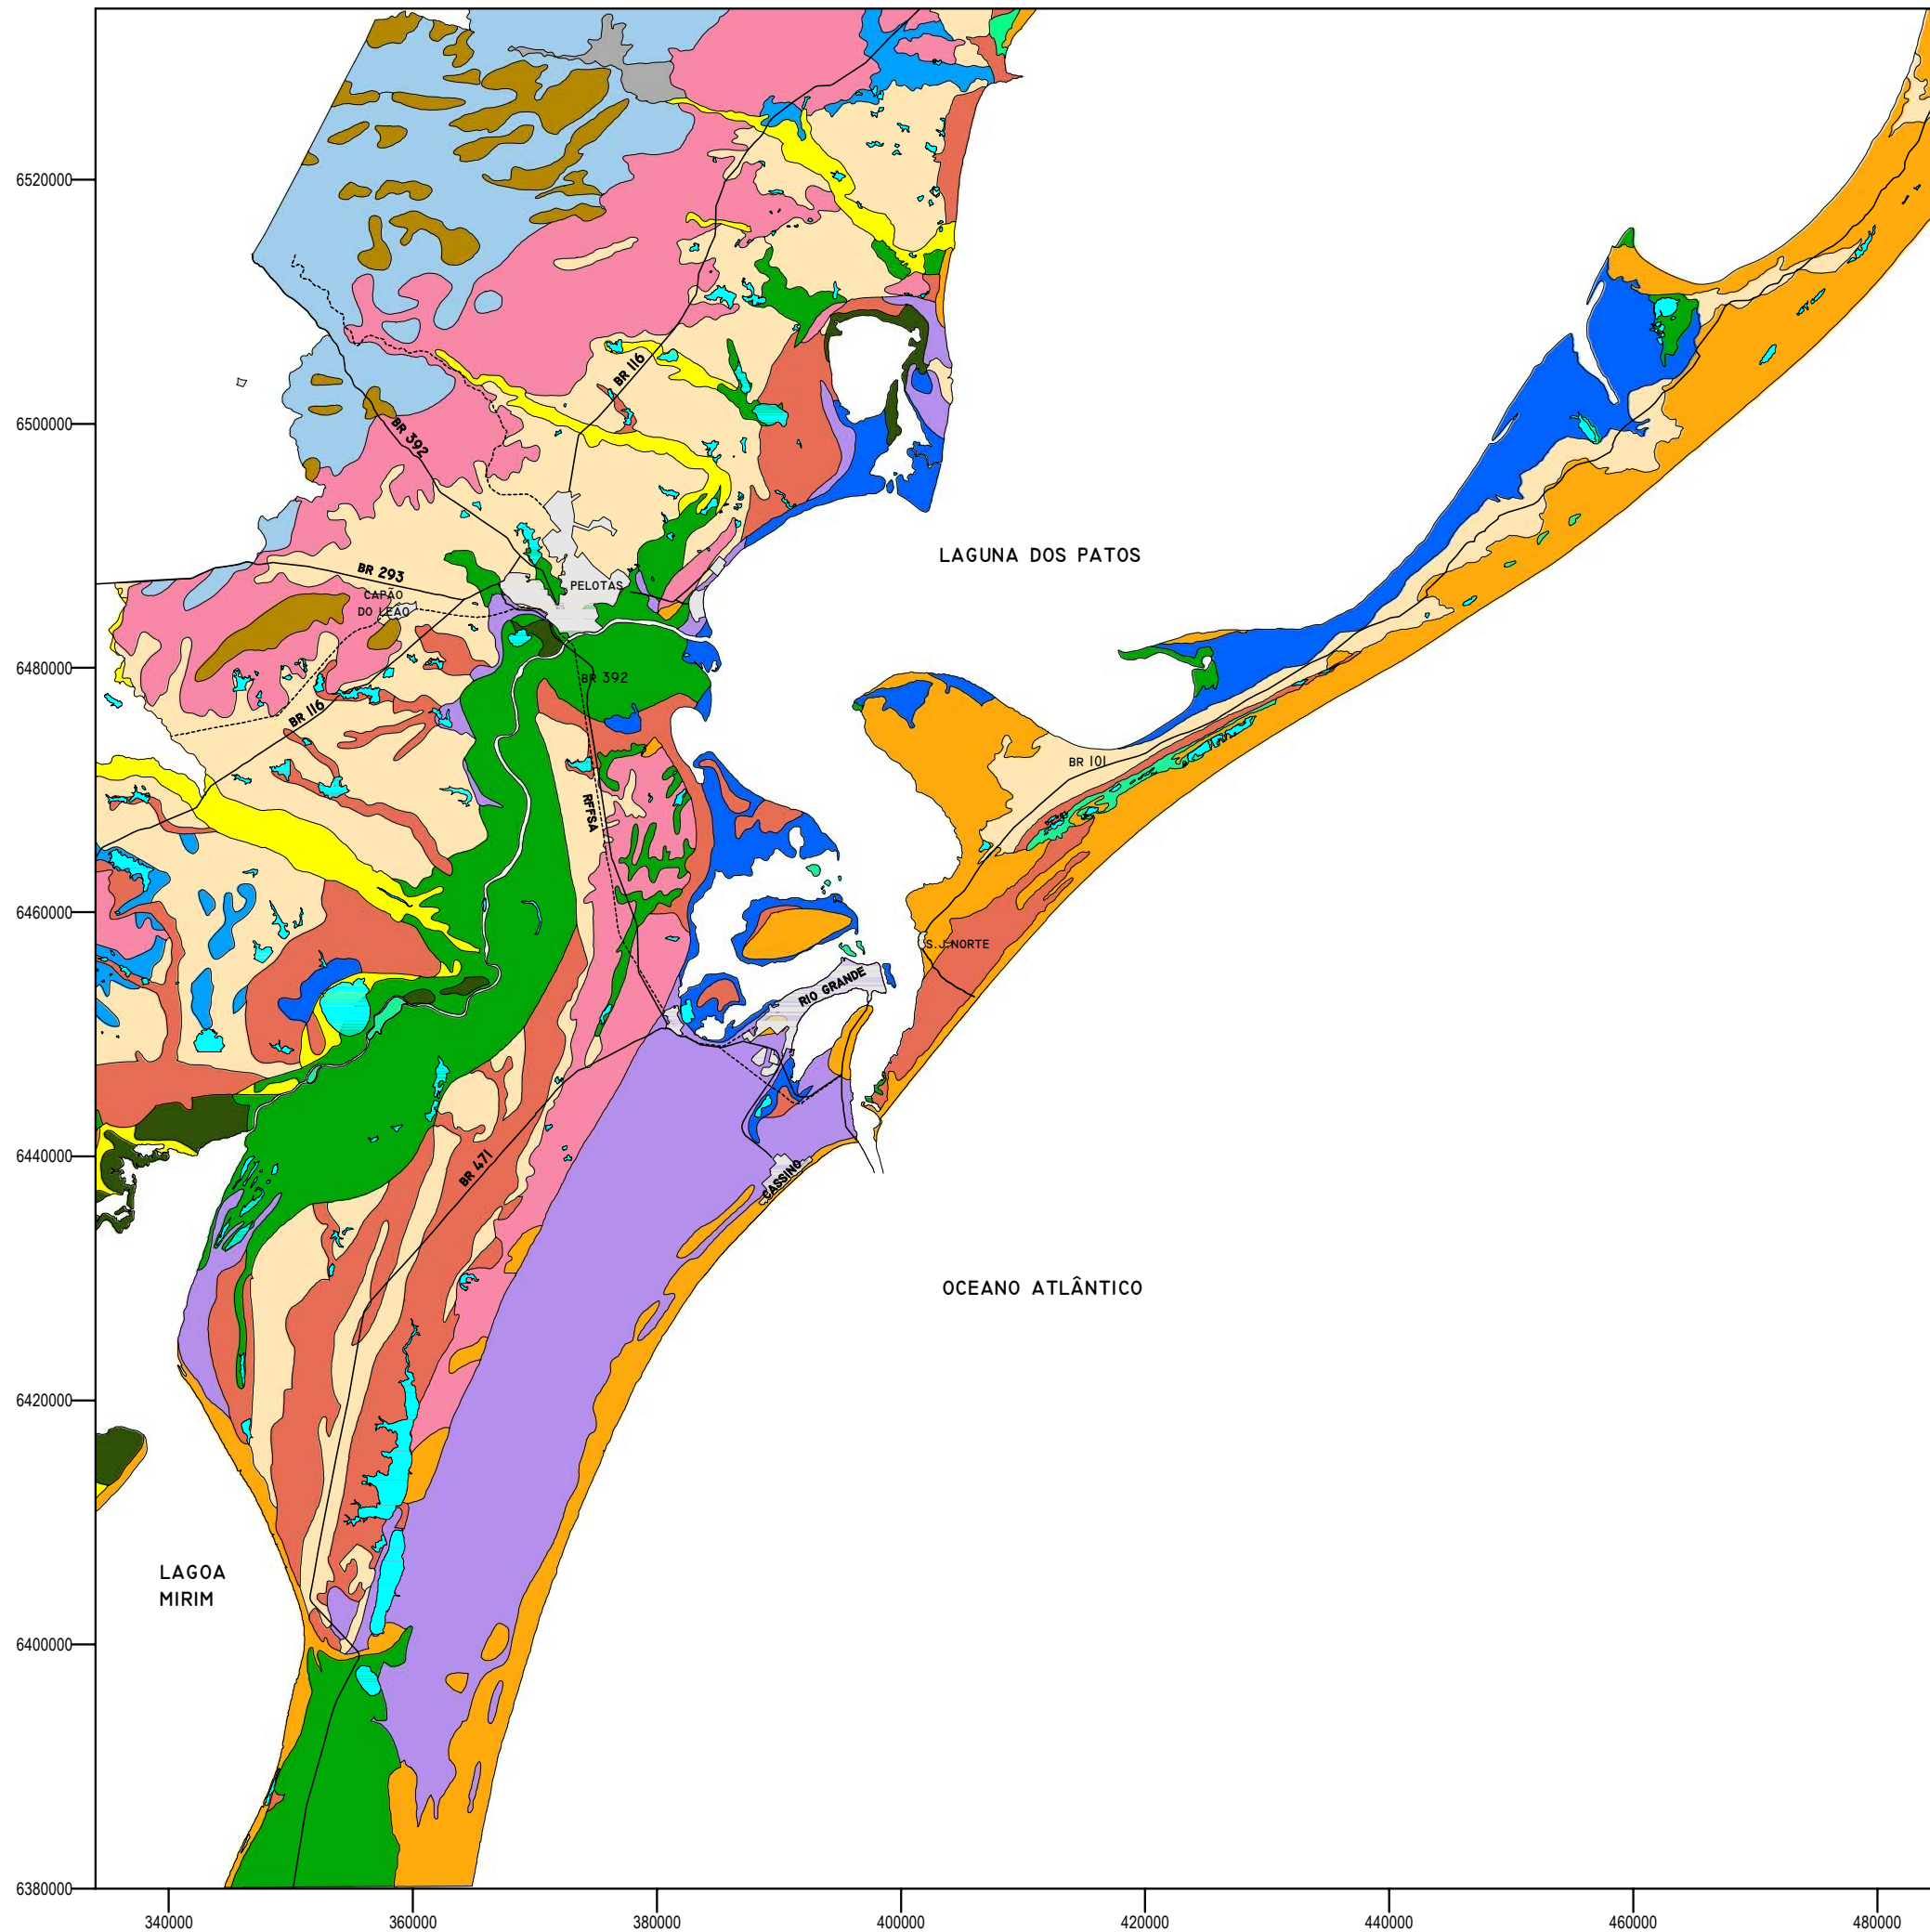 6520000
BR 116
6500000
BR 392
LAGUNA DOS PATOS
BR 293
PELOTAS
CAPÃO
DO LEÃO
6480000
BR 392
BR 116
BR 101
RFFSA
6460000
S.J.NORTE
RIO GRANDE
6440000
BR 471
CASSINO
OCEANO ATLÂNTICO
6420000
LAGOA
MIRIM
6400000
6380000
340000 360000 380000 400000 420000 440000 460000 480000